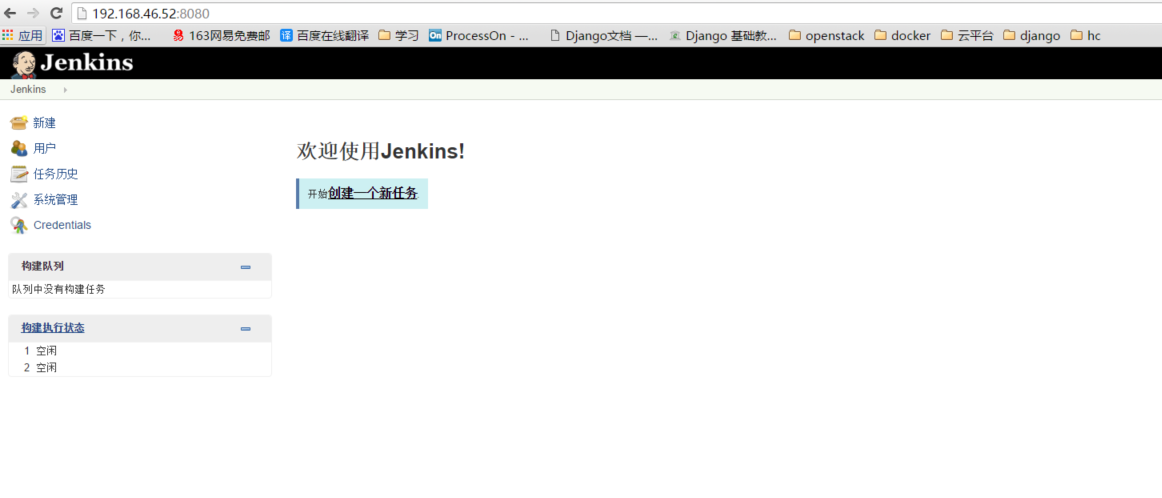 192.168.46.52:8080
应用 百度一下，你... 163网易免费邮 百度在线翻译 学习 ProcessOn - ... Django文档 —... Django 基础教... openstack docker 云平台 django hc
Jenkins
Jenkins
新建
用户
任务历史
系统管理
Credentials
欢迎使用Jenkins!
开始创建一个新任务.
构建队列
队列中没有构建任务
构建执行状态
1 空闲
2 空闲